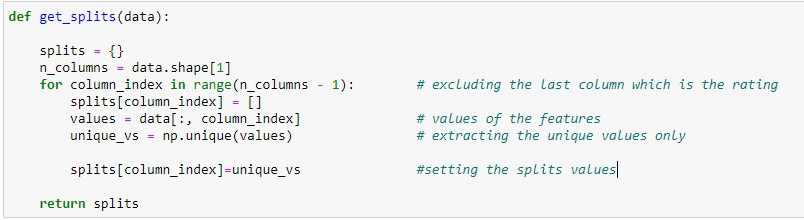 def get_splits(data):
splits = {}
n_columns = data.shape[1]
for column_index in range(n_columns - 1): # excluding the last column which is the rating
splits[column_index] = []
values = data[:, column_index] # values of the features
unique_vs = np.unique(values) # extracting the unique values only
splits[column_index]=unique_vs #setting the splits values
return splits